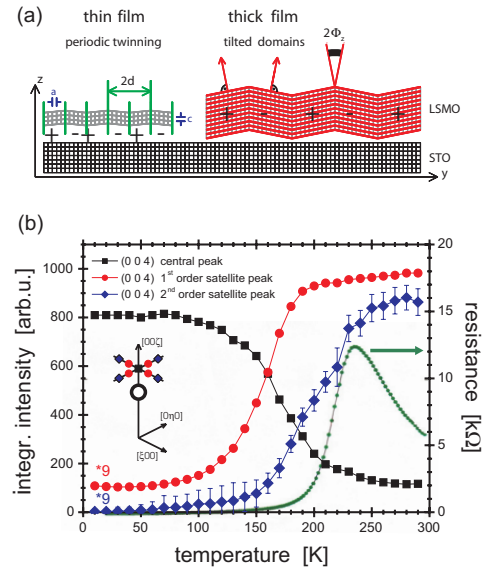 (a)
thin film
thick film
periodic twinning
tilted domains
2Φz
z
2d
a
c
+ - + -
+ - + -
LSMO
STO
y
(b)
1000
800
600
400
200
0
integr. intensity [arb.u.]
(0 0 4) central peak
(0 0 4) 1st order satellite peak
(0 0 4) 2nd order satellite peak
[00ζ]
[0η0]
[ξ00]
*9
*9
20
15
10
5
0
resistance [kΩ]
0 50 100 150 200 250 300
temperature [K]